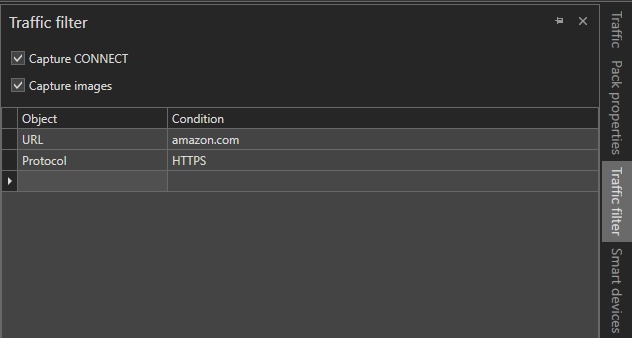 Traffic filter
Capture CONNECT
Capture images
Object Condition
URL amazon.com
Protocol HTTPS
Traffic
Pack properties
Traffic filter
Smart devices